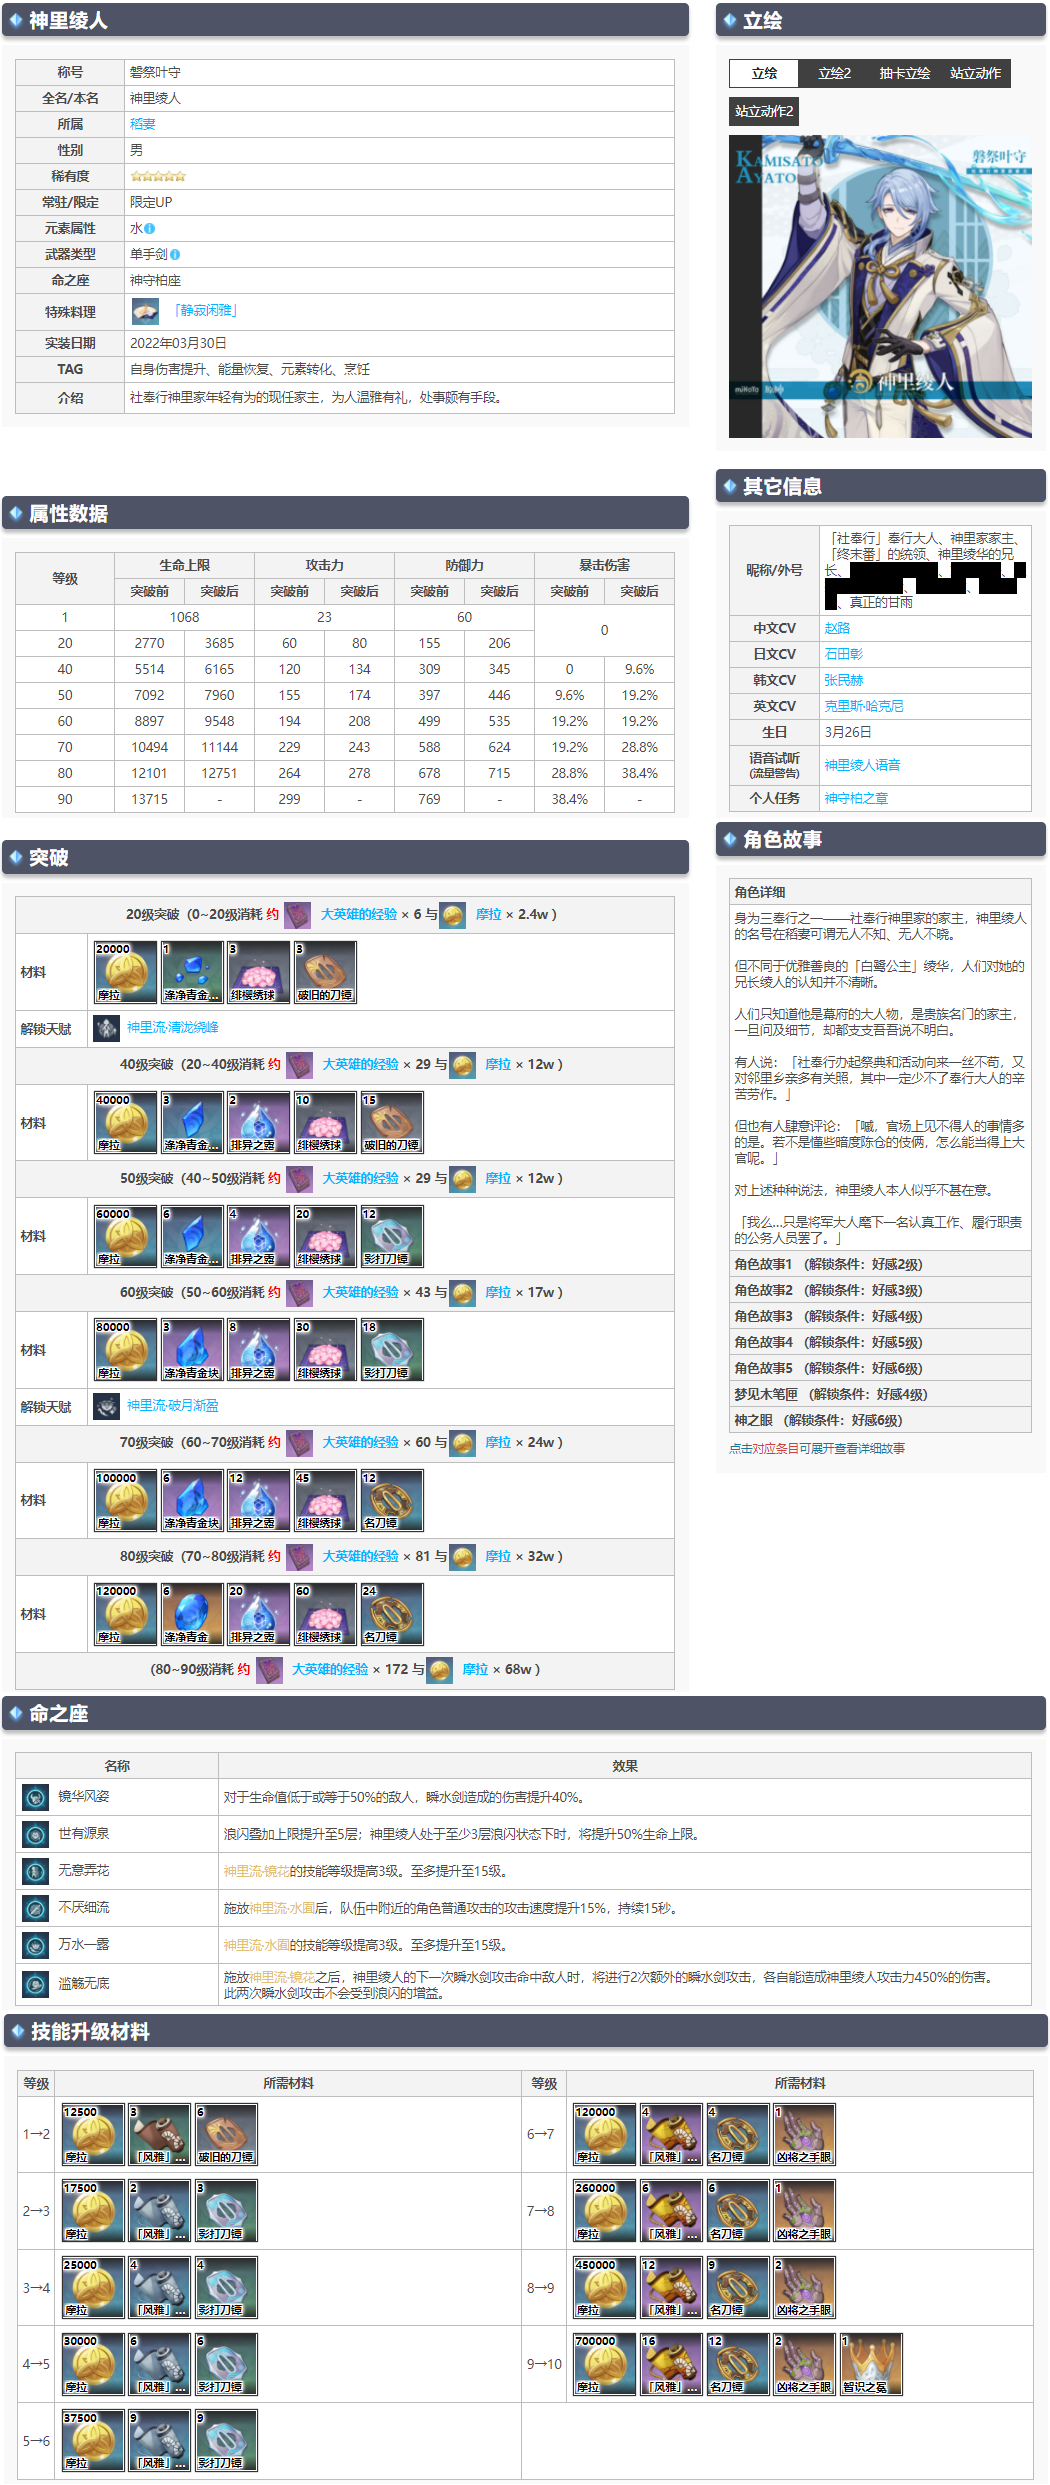 神里绫人
称号 磐祭叶守
全名/本名 神里绫人
所属 稻妻
性别 男
稀有度
常驻/限定 限定UP
元素属性 水
武器类型 单手剑
命之座 神守柏座
特殊料理 「静寂闲雅」
实装日期 2022年03月30日
TAG 自身伤害提升、能量恢复、元素转化、烹饪
介绍 社奉行神里家年轻有为的现任家主，为人温雅有礼，处事颇有手段。
立绘
立绘 立绘2 抽卡立绘 站立动作
站立动作2
KAMISATO
AYATO
磐祭叶守
神里绫人
miHoYo
属性数据
等级 生命上限 攻击力 防御力 暴击伤害
突破前 突破后 突破前 突破后 突破前 突破后 突破前 突破后
1 1068 23 60 0
20 2770 3685 60 80 155 206
40 5514 6165 120 134 309 345 0 9.6%
50 7092 7960 155 174 397 446 9.6% 19.2%
60 8897 9548 194 208 499 535 19.2% 19.2%
70 10494 11144 229 243 588 624 19.2% 28.8%
80 12101 12751 264 278 678 715 28.8% 38.4%
90 13715 - 299 - 769 - 38.4% -
其它信息
昵称/外号
「社奉行」奉行大人、神里家家主、
「终末番」的统领、神里绫华的兄
长、 、 、
、 、
、真正的甘雨
中文CV 赵路
日文CV 石田彰
韩文CV 张民赫
英文CV 克里斯·哈克尼
生日 3月26日
语音试听
(流量警告)
神里绫人语音
个人任务 神守柏之章
突破
20级突破（0~20级消耗 约 大英雄的经验 × 6 与 摩拉 × 2.4w ）
材料
20000 1 3 3
摩拉 涤净青金... 绯樱绣球 破旧的刀镡
解锁天赋 神里流·清泷绕峰
40级突破（20~40级消耗 约 大英雄的经验 × 29 与 摩拉 × 12w ）
材料
40000 3 2 10 15
摩拉 涤净青金... 排异之露 绯樱绣球 破旧的刀镡
50级突破（40~50级消耗 约 大英雄的经验 × 29 与 摩拉 × 12w ）
材料
60000 6 4 20 12
摩拉 涤净青金... 排异之露 绯樱绣球 影打刀镡
60级突破（50~60级消耗 约 大英雄的经验 × 43 与 摩拉 × 17w ）
材料
80000 3 8 30 18
摩拉 涤净青金块 排异之露 绯樱绣球 影打刀镡
解锁天赋 神里流·破月渐盈
70级突破（60~70级消耗 约 大英雄的经验 × 60 与 摩拉 × 24w ）
材料
100000 6 12 45 12
摩拉 涤净青金块 排异之露 绯樱绣球 名刀镡
80级突破（70~80级消耗 约 大英雄的经验 × 81 与 摩拉 × 32w ）
材料
120000 6 20 60 24
摩拉 涤净青金 排异之露 绯樱绣球 名刀镡
（80~90级消耗 约 大英雄的经验 × 172 与 摩拉 × 68w ）
角色故事
角色详细
身为三奉行之一——社奉行神里家的家主，神里绫人
的名号在稻妻可谓无人不知、无人不晓。
但不同于优雅善良的「白鹭公主」绫华，人们对她的
兄长绫人的认知并不清晰。
人们只知道他是幕府的大人物，是贵族名门的家主，
一旦问及细节，却都支支吾吾说不明白。
有人说：「社奉行办起祭典和活动向来一丝不苟，又
对邻里乡亲多有关照，其中一定少不了奉行大人的辛
苦劳作。」
但也有人肆意评论：「嘁，官场上见不得人的事情多
的是。若不是懂些暗度陈仓的伎俩，怎么能当得上大
官呢。」
对上述种种说法，神里绫人本人似乎不甚在意。
「我么...只是将军大人麾下一名认真工作、履行职责
的公务人员罢了。」
角色故事1 （解锁条件：好感2级）
角色故事2 （解锁条件：好感3级）
角色故事3 （解锁条件：好感4级）
角色故事4 （解锁条件：好感5级）
角色故事5 （解锁条件：好感6级）
梦见木笔匣 （解锁条件：好感4级）
神之眼 （解锁条件：好感6级）
点击对应条目可展开查看详细故事
命之座
名称 效果
镜华风姿 对于生命值低于或等于50%的敌人，瞬水剑造成的伤害提升40%。
世有源泉 浪闪叠加上限提升至5层；神里绫人处于至少3层浪闪状态下时，将提升50%生命上限。
无意弄花 神里流·镜花的技能等级提高3级。至多提升至15级。
不厌细流 施放神里流·水囿后，队伍中附近的角色普通攻击的攻击速度提升15%，持续15秒。
万水一露 神里流·水囿的技能等级提高3级。至多提升至15级。
滥觞无底 施放神里流·镜花之后，神里绫人的下一次瞬水剑攻击命中敌人时，将进行2次额外的瞬水剑攻击，各自能造成神里绫人攻击力450%的伤害。
此两次瞬水剑攻击不会受到浪闪的增益。
技能升级材料
等级 所需材料 等级 所需材料
1→2
12500 3 6
摩拉 「风雅」... 破旧的刀镡
6→7
120000 4 4 1
摩拉 「风雅」... 名刀镡 凶将之手眼
2→3
17500 2 3
摩拉 「风雅」... 影打刀镡
7→8
260000 6 6 1
摩拉 「风雅」... 名刀镡 凶将之手眼
3→4
25000 4 4
摩拉 「风雅」... 影打刀镡
8→9
450000 12 9 2
摩拉 「风雅」... 名刀镡 凶将之手眼
4→5
30000 6 6
摩拉 「风雅」... 影打刀镡
9→10
700000 16 12 2 1
摩拉 「风雅」... 名刀镡 凶将之手眼 智识之冕
5→6
37500 9 9
摩拉 「风雅」... 影打刀镡